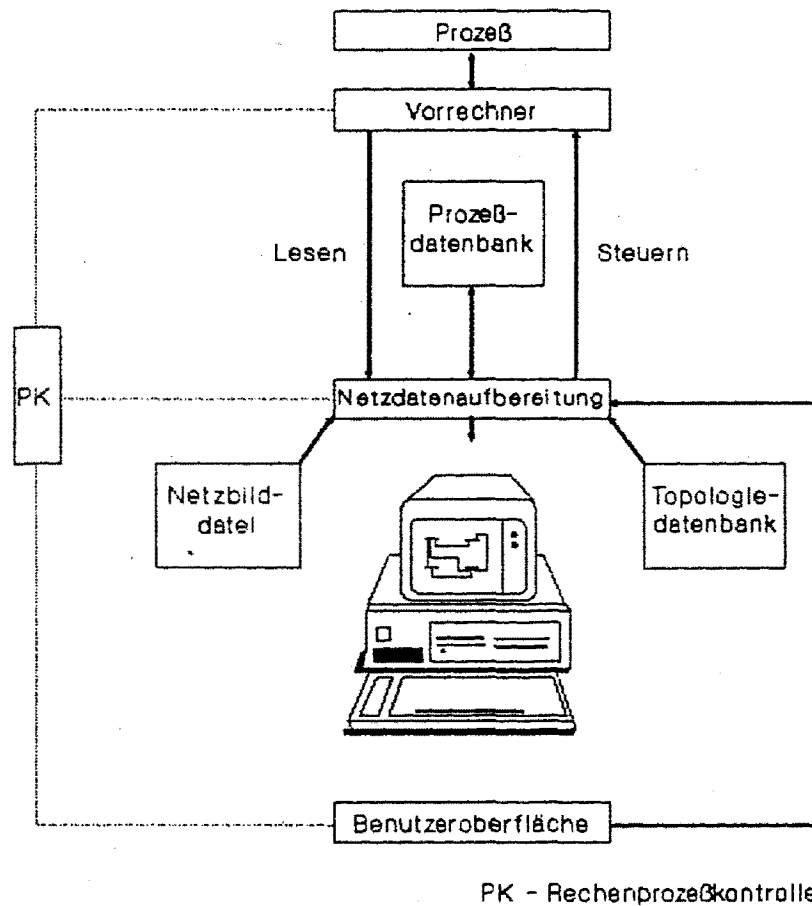 Prozeß
Vorrechner
Prozeß-
datenbank
Lesen
Steuern
PK
Netzdatenaufbereitung
Netzbild-
datei
Topologie-
datenbank
Benutzeroberfläche
PK - Rechenprozeßkontrolle